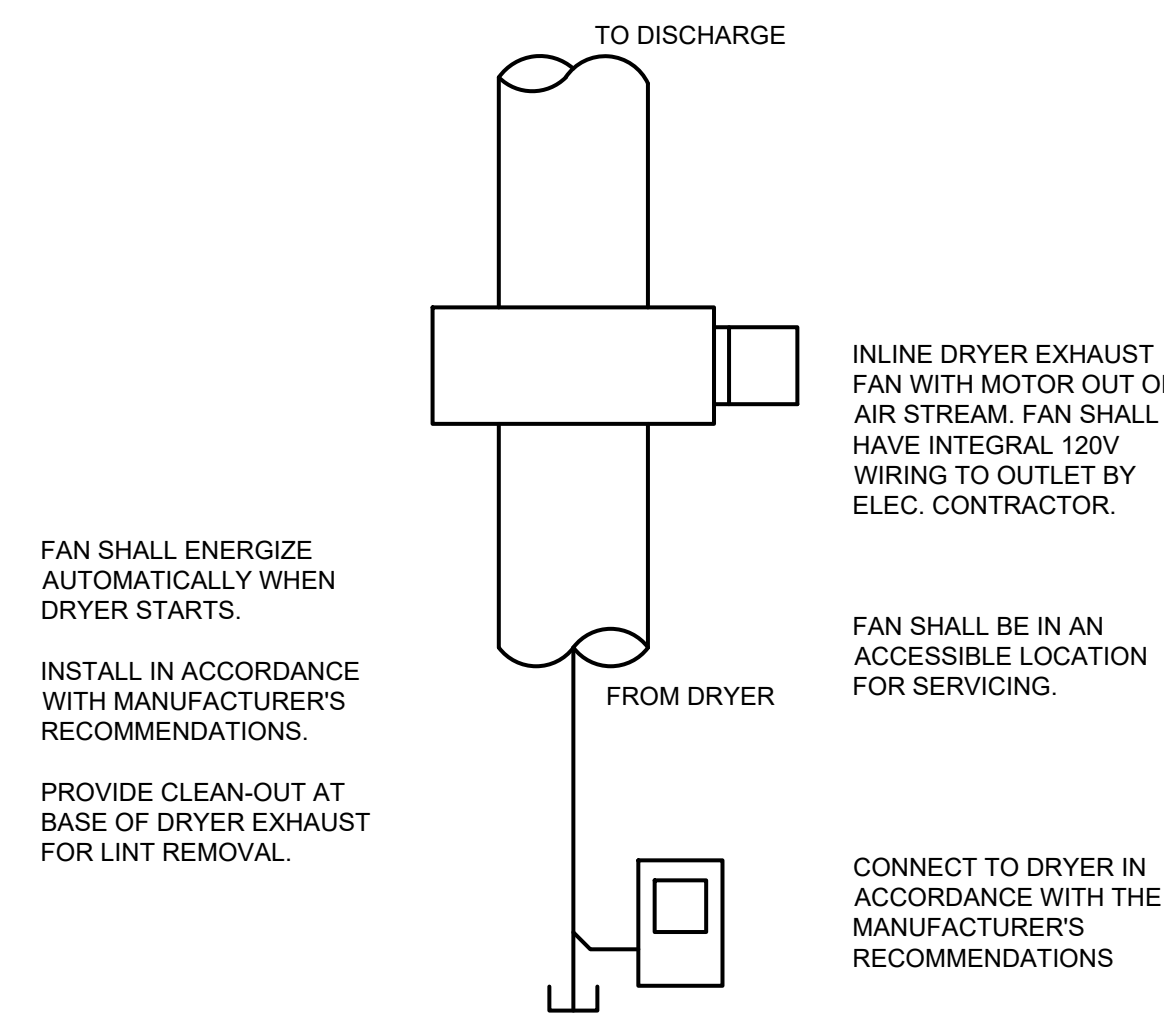 TO DISCHARGE
INLINE DRYER EXHAUST
FAN WITH MOTOR OUT
AIR STREAM. FAN SHALL
HAVE INTEGRAL 120V
WIRING TO OUTLET BY
ELEC. CONTRACTOR.
FAN SHALL ENERGIZE
AUTOMATICALLY WHEN
DRYER STARTS.
INSTALL IN ACCORDANCE
WITH MANUFACTURER'S
RECOMMENDATIONS.
PROVIDE CLEAN-OUT AT
BASE OF DRYER EXHAUST
FOR LINT REMOVAL.
FROM DRYER
FAN SHALL BE IN AN
ACCESSIBLE LOCATION
FOR SERVICING.
CONNECT TO DRYER IN
ACCORDANCE WITH THE
MANUFACTURER'S
RECOMMENDATIONS